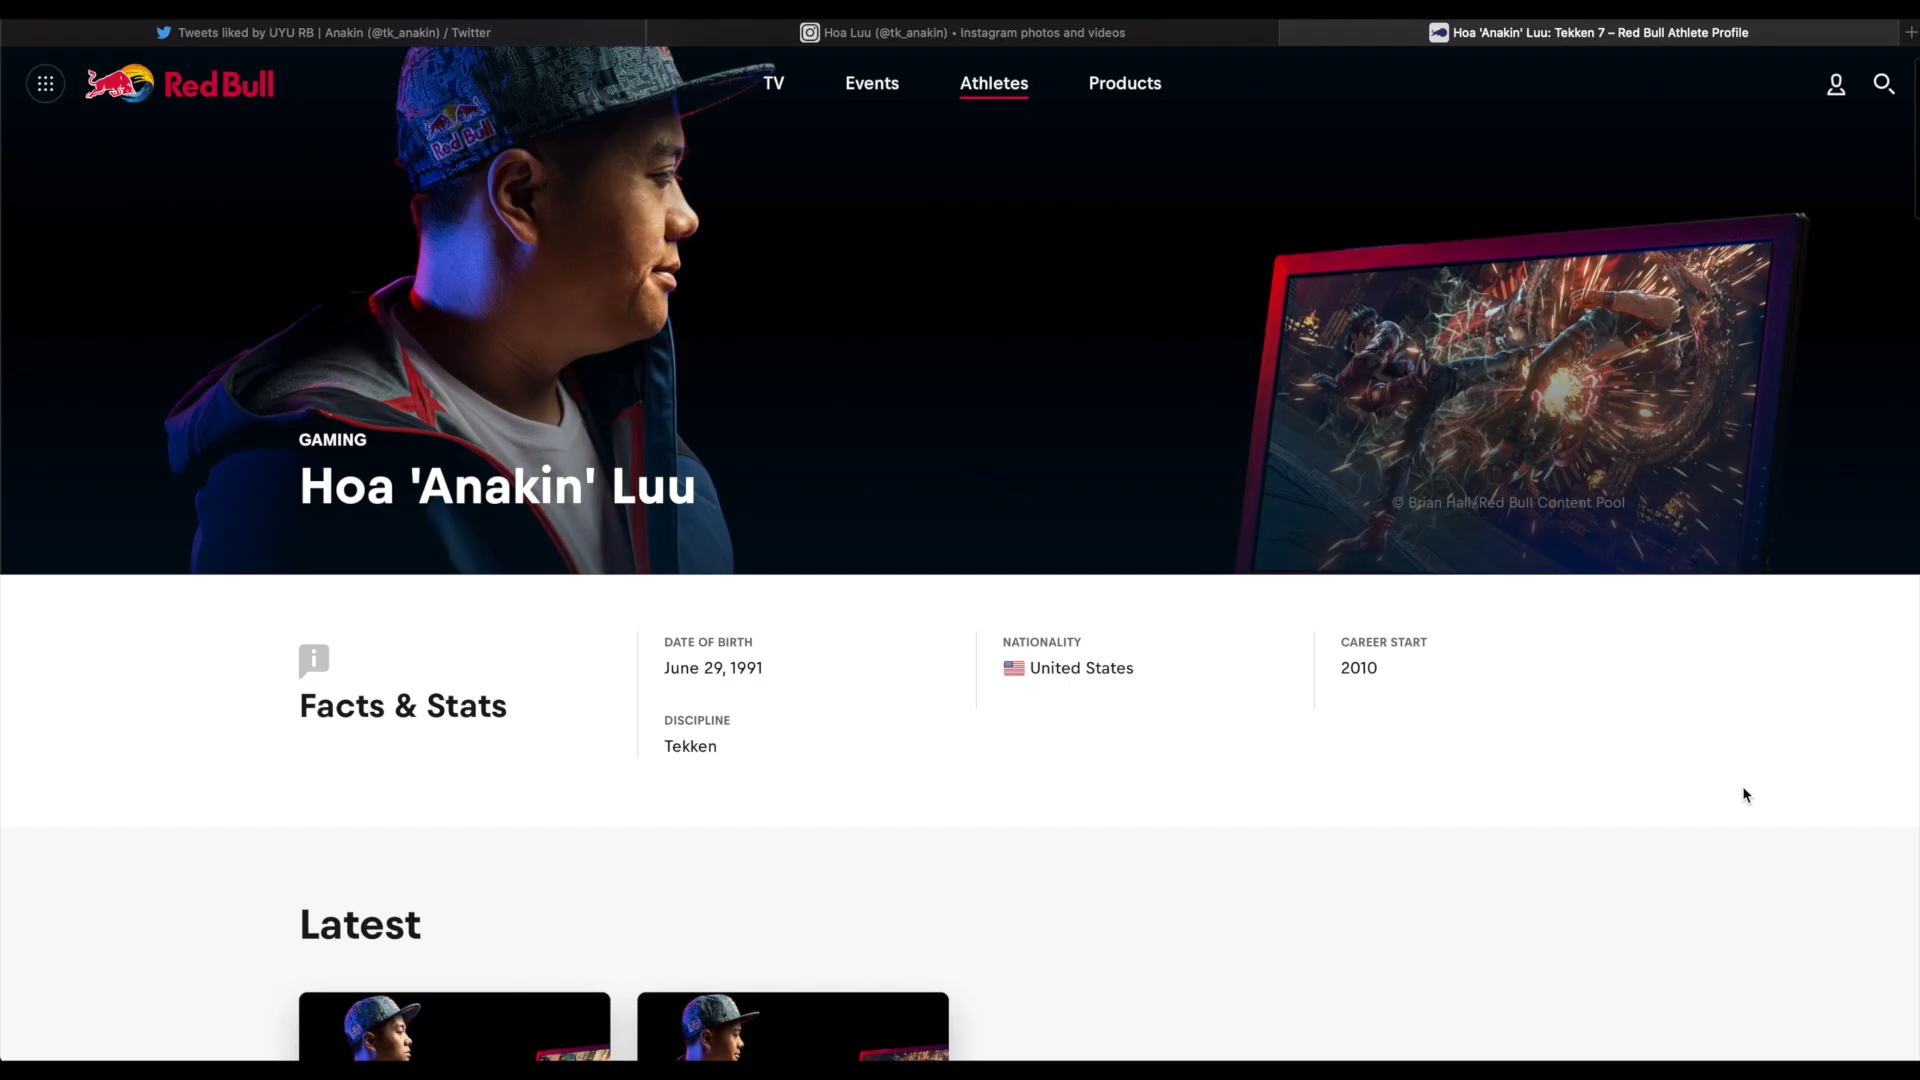 Tweets liked by UYU RB | Anakin (@tk_anakin) / Twitter
Hoa Luu (@tk_anakin) • Instagram photos and videos
Hoa 'Anakin' Luu: Tekken 7 – Red Bull Athlete Profile
Red Bull
TV
Events
Athletes
Products
Red Bull
GAMING
Hoa 'Anakin' Luu
© Brian Hall/Red Bull Content Pool
Facts & Stats
DATE OF BIRTH
June 29, 1991
NATIONALITY
United States
CAREER START
2010
DISCIPLINE
Tekken
Latest